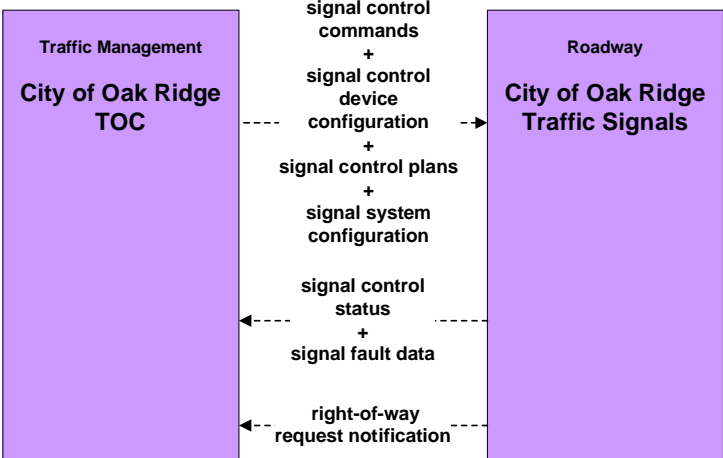 Traffic Management
City of Oak Ridge
TOC
signal control
commands
+
signal control
device
configuration
+
signal control plans
+
signal system
configuration
signal control
status
+
signal fault data
right-of-way
request notification
Roadway
City of Oak Ridge
Traffic Signals